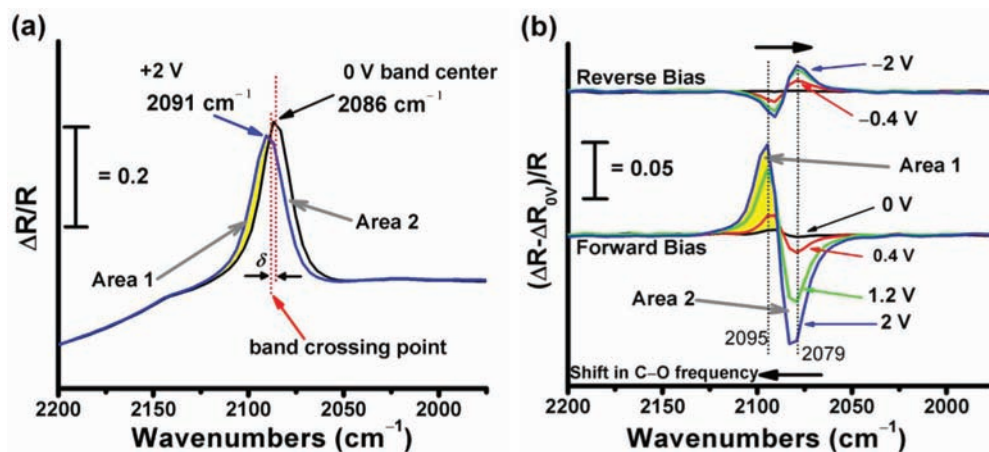 (a)
+2 V
2091 cm⁻¹
0 V band center
2086 cm⁻¹
= 0.2
ΔR/R
Area 1
Area 2
δ
band crossing point
2200 2150 2100 2050 2000
Wavenumbers (cm⁻¹)
(b)
Reverse Bias
−2 V
−0.4 V
Area 1
= 0.05
(ΔR-ΔR0V)/R
0 V
Forward Bias
0.4 V
Area 2
1.2 V
2 V
2095
2079
Shift in C–O frequency
2200 2150 2100 2050 2000
Wavenumbers (cm⁻¹)